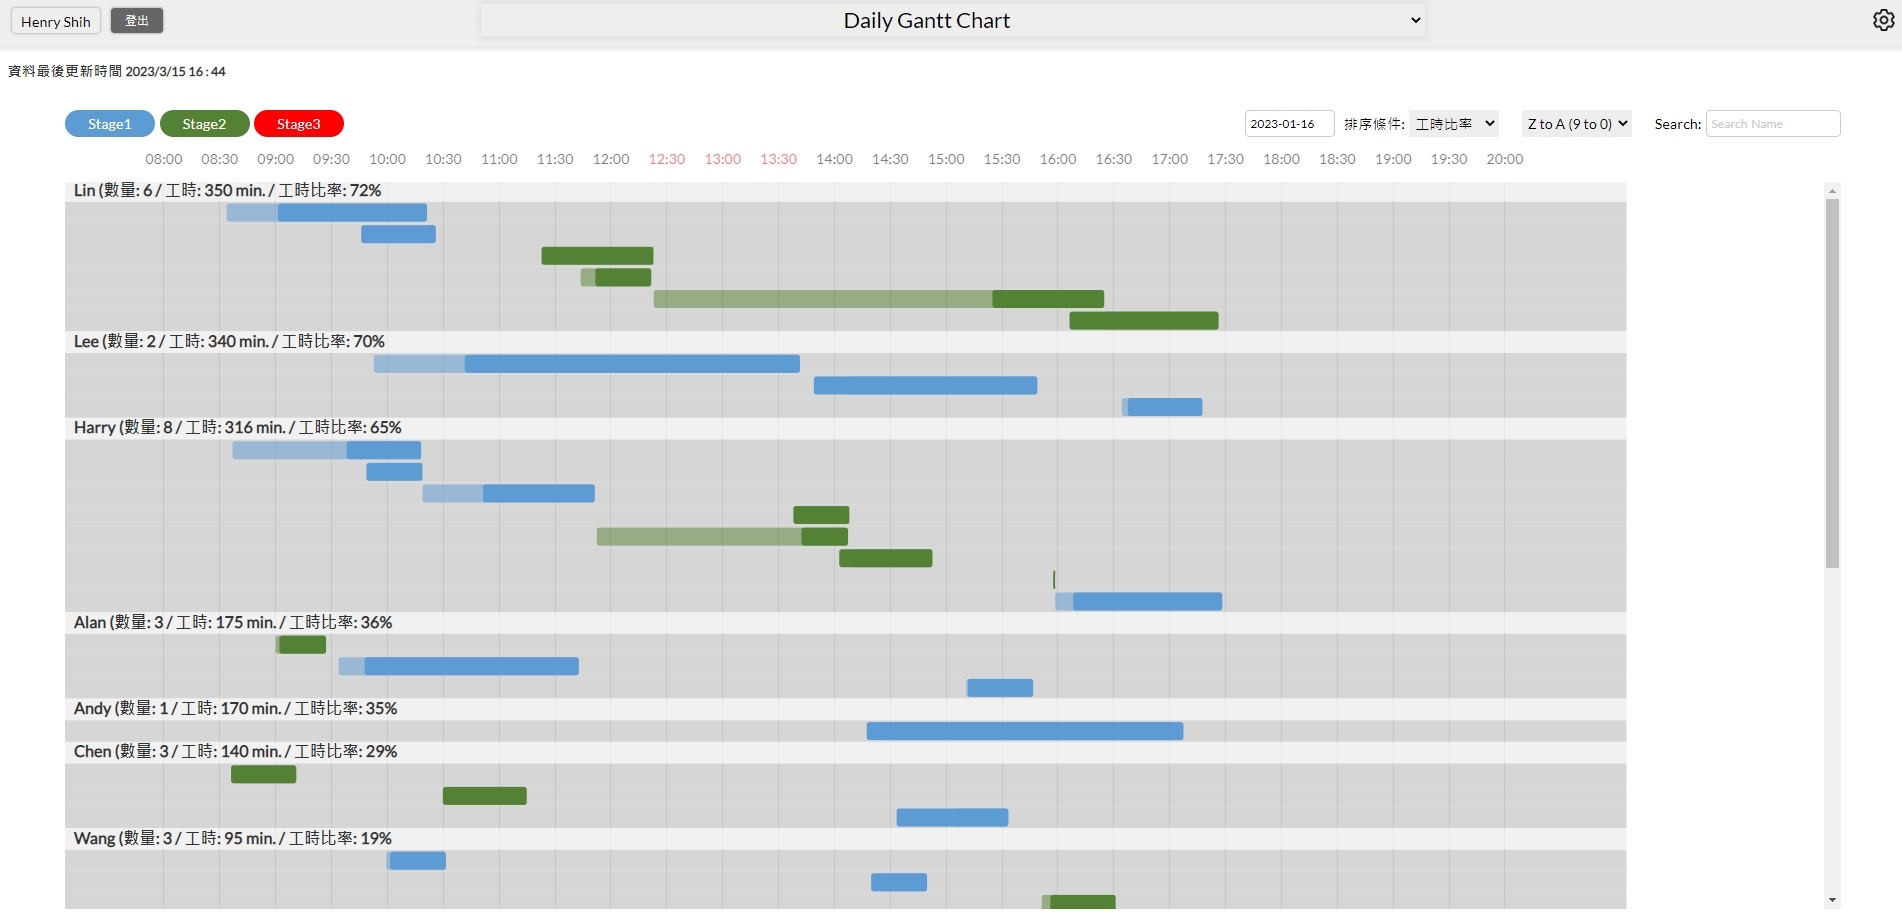 Henry Shih 登出 Daily Gantt Chart
資料最後更新時間 2023/3/15 16 : 44
Stage1 Stage2 Stage3 2023-01-16 排序條件: 工時比率 Z to A (9 to 0) Search: Search Name
08:00 08:30 09:00 09:30 10:00 10:30 11:00 11:30 12:00 12:30 13:00 13:30 14:00 14:30 15:00 15:30 16:00 16:30 17:00 17:30 18:00 18:30 19:00 19:30 20:00
Lin (數量: 6 / 工時: 350 min. / 工時比率: 72%
Lee (數量: 2 / 工時: 340 min. / 工時比率: 70%
Harry (數量: 8 / 工時: 316 min. / 工時比率: 65%
Alan (數量: 3 / 工時: 175 min. / 工時比率: 36%
Andy (數量: 1 / 工時: 170 min. / 工時比率: 35%
Chen (數量: 3 / 工時: 140 min. / 工時比率: 29%
Wang (數量: 3 / 工時: 95 min. / 工時比率: 19%